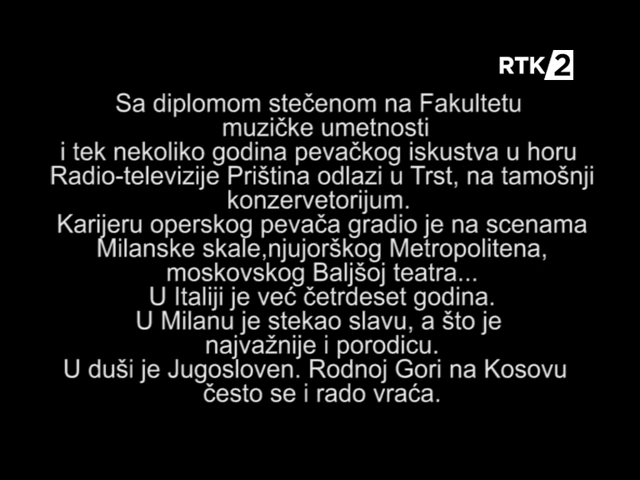 RTK 2
Sa diplomom stečenom na Fakultetu
muzičke umetnosti
i tek nekoliko godina pevačkog iskustva u horu
Radio-televizije Priština odlazi u Trst, na tamošnji
konzervetorijum.
Karijeru operskog pevača gradio je na scenama
Milanske skale,njujorškog Metropolitena,
moskovskog Baljšoj teatra...
U Italiji je već četrdeset godina.
U Milanu je stekao slavu, a što je
najvažnije i porodicu.
U duši je Jugosloven. Rodnoj Gori na Kosovu
često se i rado vraća.